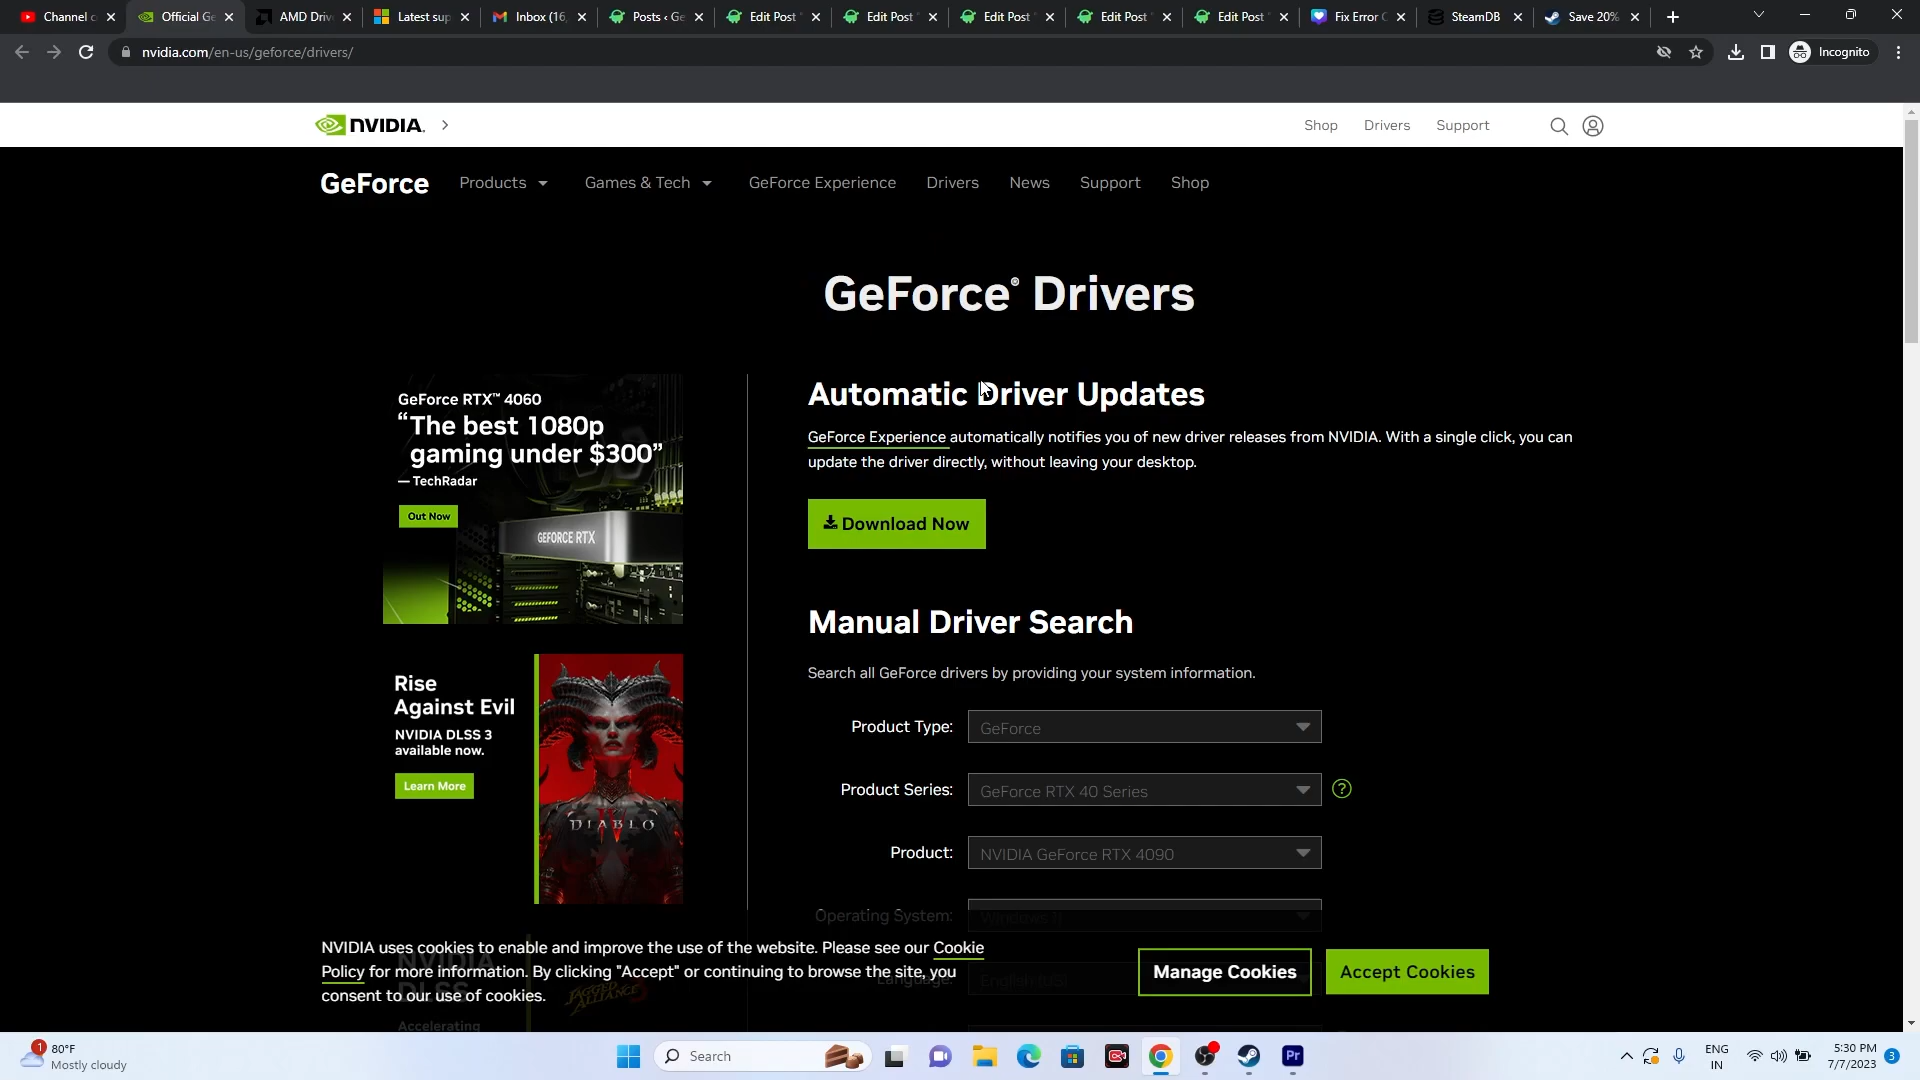 Channel c
Official Ge
AMD Driv
Latest sup
Inbox (16,
Posts ‹ Ge
Edit Post
Edit Post
Edit Post
Edit Post
Edit Post
Fix Error C
SteamDB
Save 20%
nvidia.com/en-us/geforce/drivers/
Incognito
NVIDIA.
Shop
Drivers
Support
GeForce
Products
Games & Tech
GeForce Experience
Drivers
News
Support
Shop
GeForce® Drivers
GeForce RTX™ 4060
“The best 1080p
gaming under $300”
— TechRadar
Out Now
GEFORCE RTX
Automatic Driver Updates
GeForce Experience automatically notifies you of new driver releases from NVIDIA. With a single click, you can
update the driver directly, without leaving your desktop.
Download Now
Rise
Against Evil
NVIDIA DLSS 3
available now.
Learn More
DIABLO
Manual Driver Search
Search all GeForce drivers by providing your system information.
Product Type:
GeForce
Product Series:
GeForce RTX 40 Series
?
Product:
NVIDIA GeForce RTX 4090
Operating System:
Windows 11
Language:
English (US)
NVIDIA
DLSS
JAGGED
ALLIANCE
Accelerating
NVIDIA uses cookies to enable and improve the use of the website. Please see our Cookie
Policy for more information. By clicking "Accept" or continuing to browse the site, you
consent to our use of cookies.
Manage Cookies
Accept Cookies
1
80°F
Mostly cloudy
Search
Pr
ENG
IN
5:30 PM
7/7/2023
3